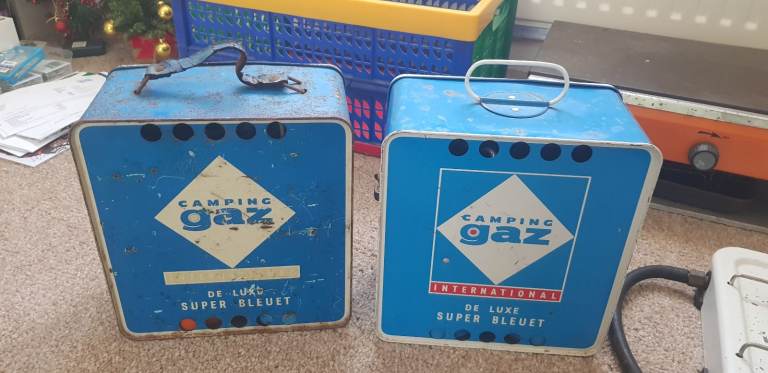 CAMPING
gaz
DE LUXE
SUPER BLEUET
CAMPING
gaz
INTERNATIONAL
DE LUXE
SUPER BLEUET